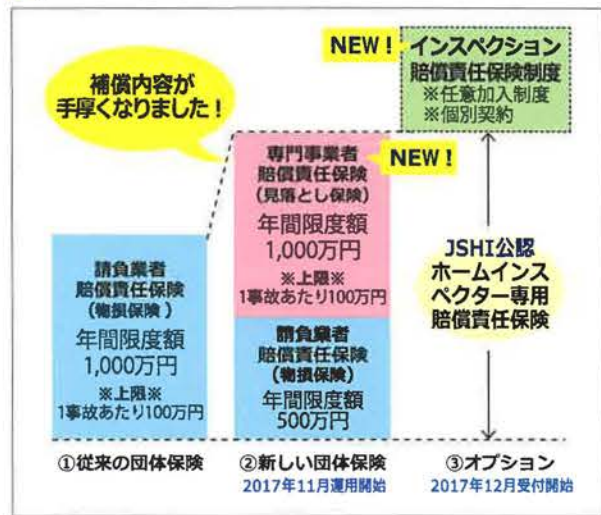 NEW！
インスペクション
賠償責任保険制度
※任意加入制度
※個別契約
補償内容が
手厚くなりました！
専門事業者
賠償責任保険
(見落とし保険)
年間限度額
1,000万円
※上限※
1事故あたり100万円
NEW！
請負業者
賠償責任保険
(物損保険)
年間限度額
1,000万円
※上限※
1事故あたり100万円
請負業者
賠償責任保険
(物損保険)
年間限度額
500万円
JSHI公認
ホームインス
ペクター専用
賠償責任保険
①従来の団体保険
②新しい団体保険
2017年11月運用開始
③オプション
2017年12月受付開始